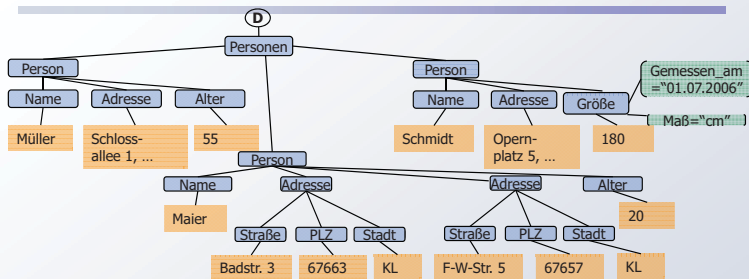 D
Personen
Person
Name
Adresse
Alter
Müller
Schloss-
allee 1, ...
55
Person
Name
Adresse
Größe
Gemessen_am
="01.07.2006"
Maß="cm"
Schmidt
Opern-
platz 5, ...
180
Person
Name
Adresse
Adresse
Alter
Maier
20
Straße
PLZ
Stadt
Straße
PLZ
Stadt
Badstr. 3
67663
KL
F-W-Str. 5
67657
KL